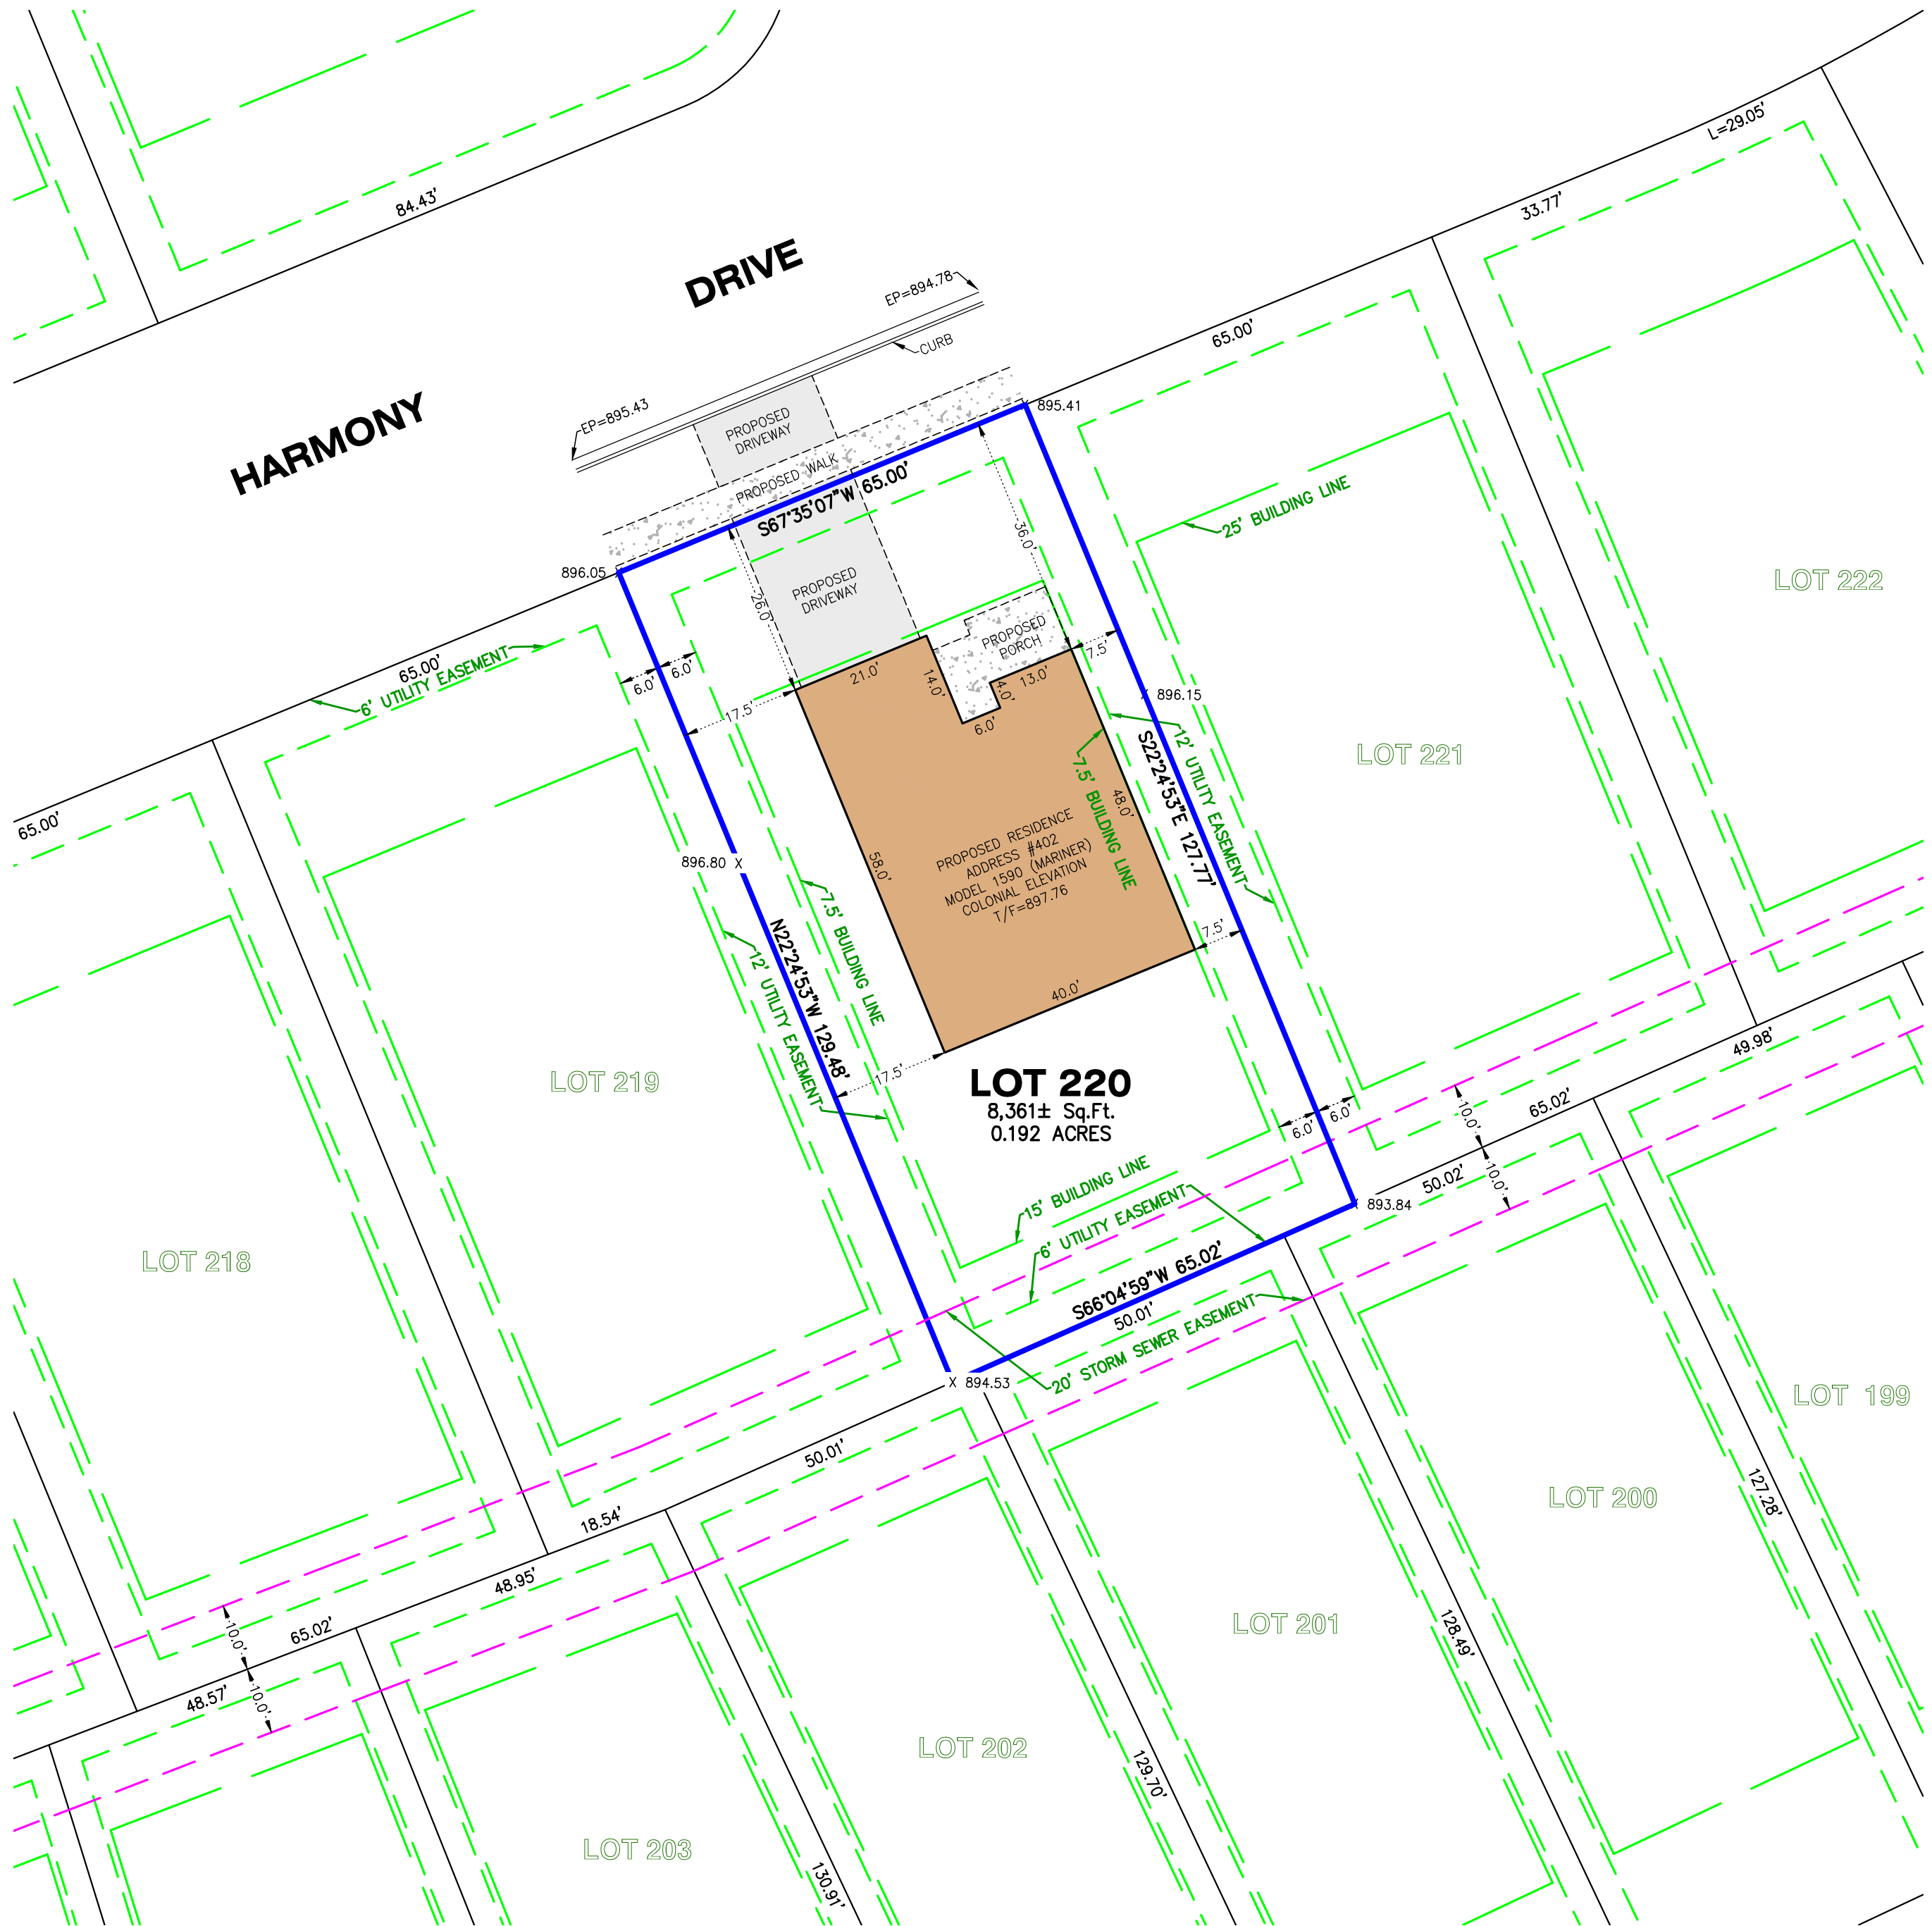 L=29.05'
33.77'
84.43'
DRIVE
HARMONY
EP=894.78
CURB
EP=895.43
65.00'
895.41
PROPOSED
DRIVEWAY
PROPOSED WALK
S67°35'07"W 65.00'
896.05
25' BUILDING LINE
36.0'
26.0'
PROPOSED
DRIVEWAY
PROPOSED
PORCH
LOT 222
65.00'
6' UTILITY EASEMENT
6.0'
6.0'
7.5'
21.0'
14.0'
4.0'
13.0'
6.0'
17.5'
896.15
LOT 221
65.00'
S22°24'53"E 127.77'
12' UTILITY EASEMENT
7.5' BUILDING LINE
48.0'
58.0'
896.80 X
PROPOSED RESIDENCE
ADDRESS #402
MODEL 1590 (MARINER)
COLONIAL ELEVATION
T/F=897.76
7.5' BUILDING LINE
N22°24'53"W 129.48'
12' UTILITY EASEMENT
7.5'
40.0'
17.5'
LOT 219
LOT 220
8,361± Sq.Ft.
0.192 ACRES
49.98'
65.02'
10.0'
10.0'
6.0'
6.0'
50.02'
15' BUILDING LINE
6' UTILITY EASEMENT
893.84
LOT 218
S66°04'59"W 65.02'
50.01'
20' STORM SEWER EASEMENT
X 894.53
LOT 199
50.01'
127.28'
LOT 200
18.54'
48.95'
65.02'
10.0'
10.0'
48.57'
LOT 201
128.49'
LOT 202
129.70'
LOT 203
130.91'